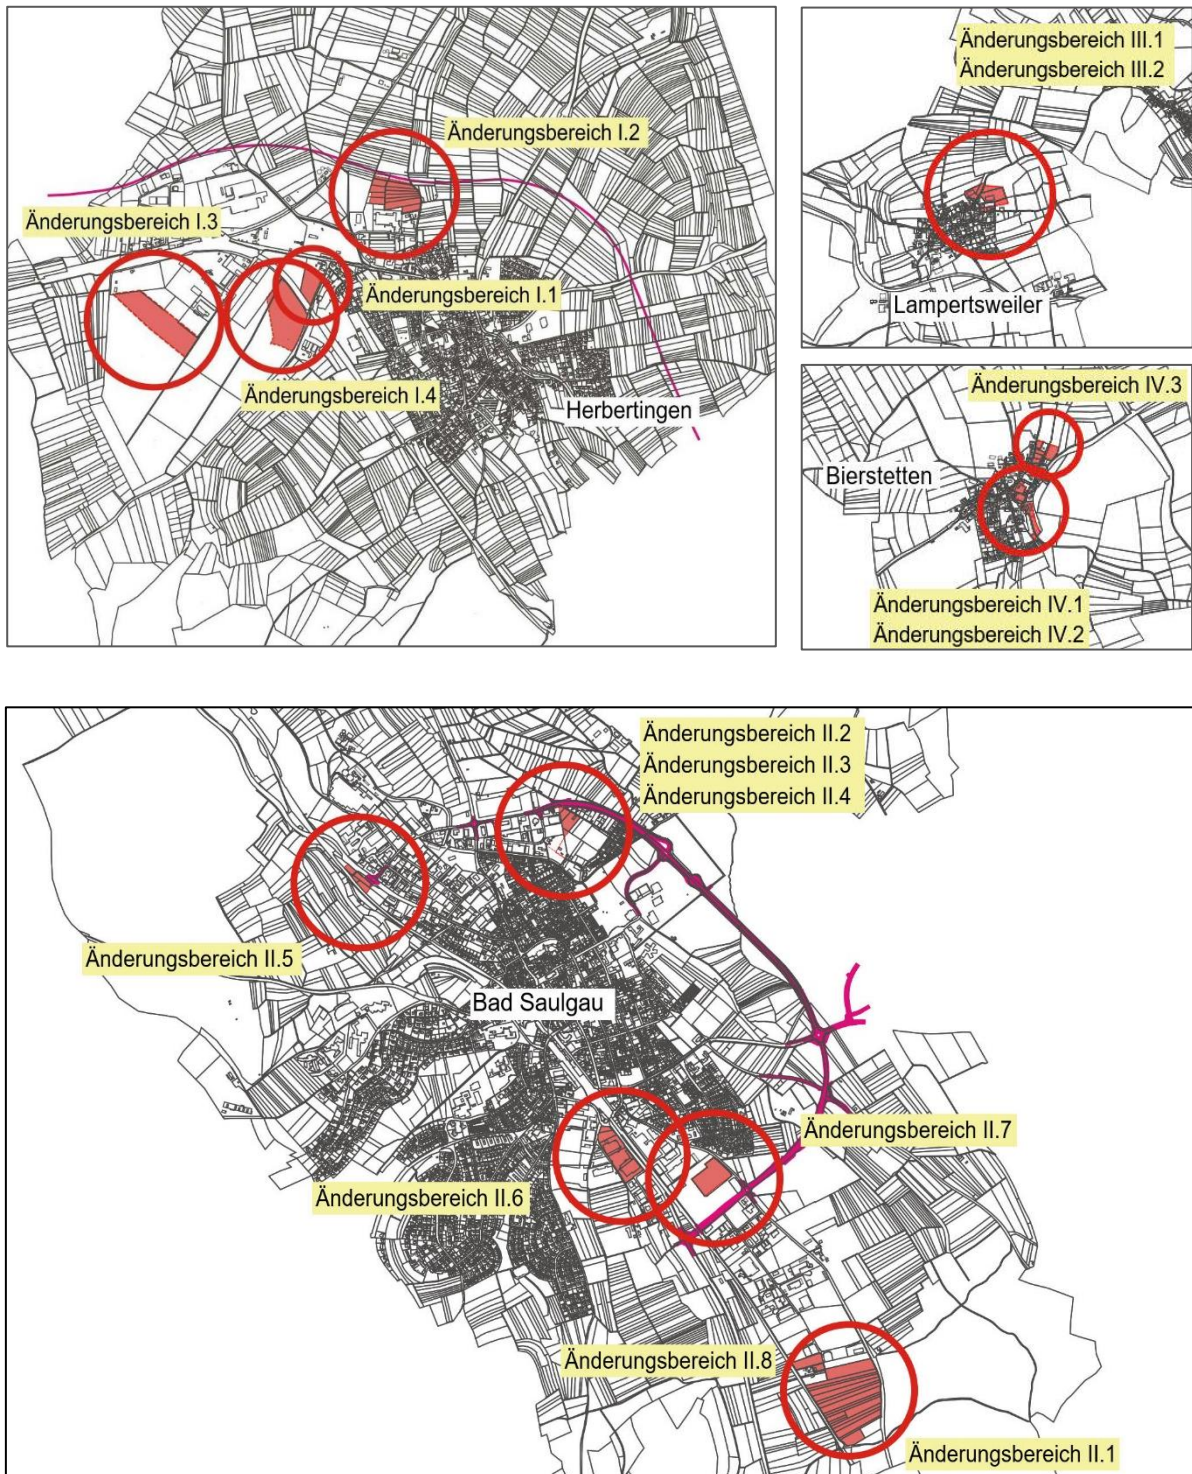 Änderungsbereich I.2
Änderungsbereich I.3
Änderungsbereich I.1
Änderungsbereich I.4
Herbertingen
Änderungsbereich III.1
Änderungsbereich III.2
Lampertsweiler
Änderungsbereich IV.3
Bierstetten
Änderungsbereich IV.1
Änderungsbereich IV.2
Änderungsbereich II.2
Änderungsbereich II.3
Änderungsbereich II.4
Änderungsbereich II.5
Bad Saulgau
Änderungsbereich II.7
Änderungsbereich II.6
Änderungsbereich II.8
Änderungsbereich II.1